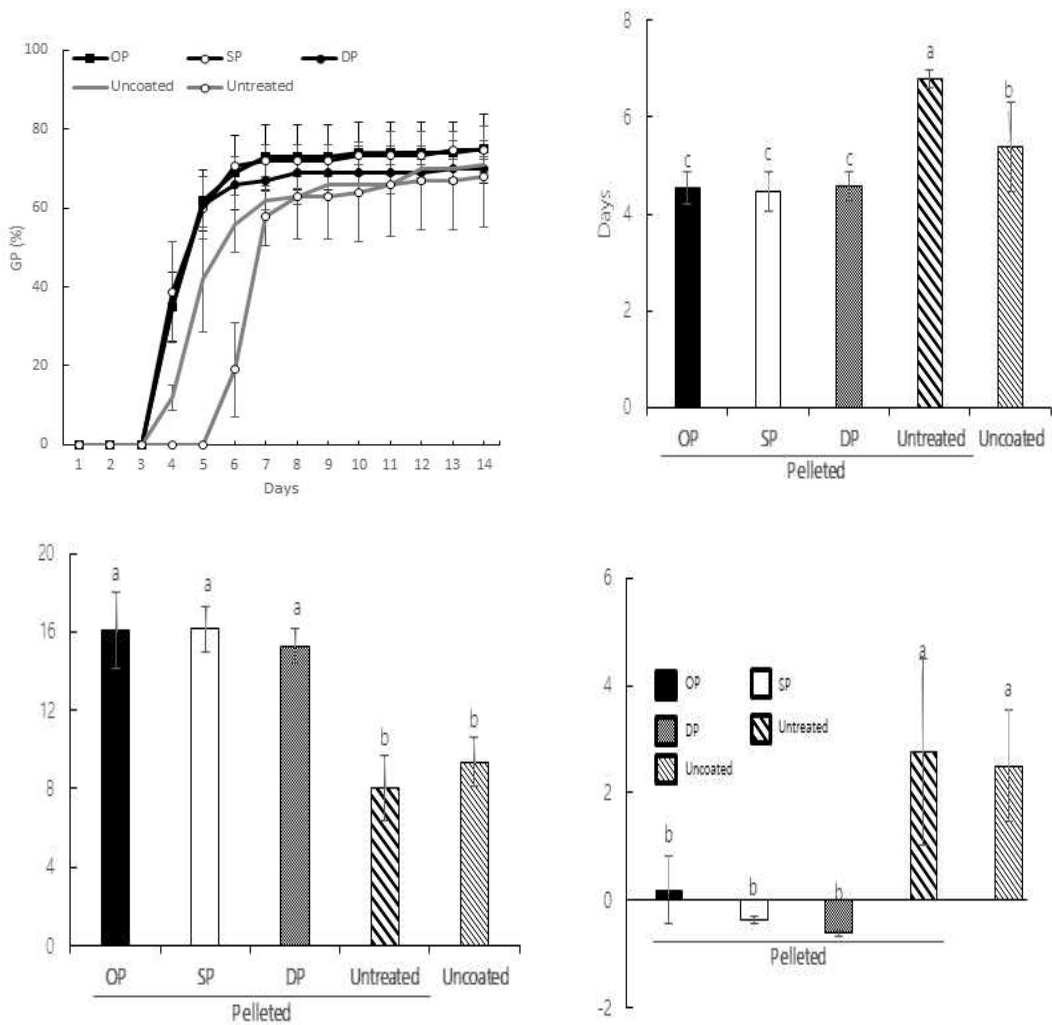 100
80
60
40
20
0
GP (%)
OP SP DP
Uncoated Untreated
1 2 3 4 5 6 7 8 9 10 11 12 13 14
Days
8
6
4
2
0
Days
c c c a b
OP SP DP Untreated Uncoated
Pelleted
20
16
12
8
4
0
a a a b b
OP SP DP Untreated Uncoated
Pelleted
6
4
2
0
-2
OP SP
DP Untreated
Uncoated
b b b a a
Pelleted